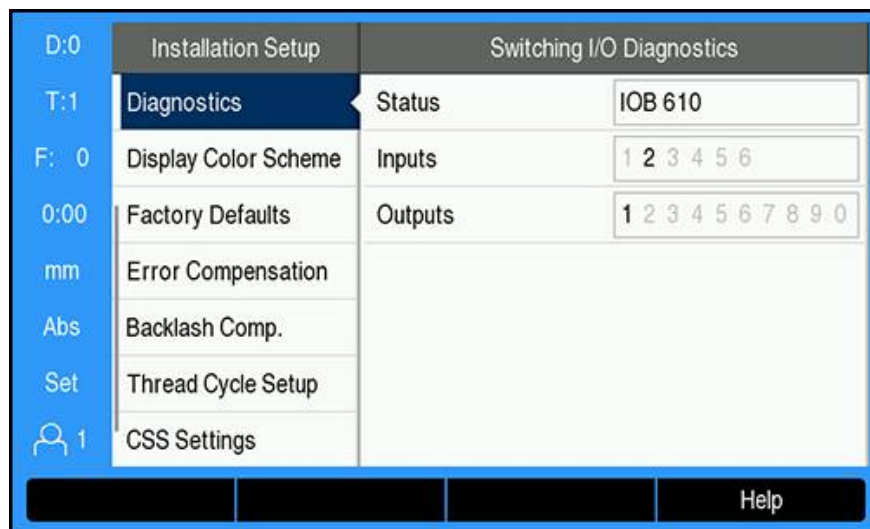 D:0 Installation Setup Switching I/O Diagnostics
T:1 Diagnostics Status IOB 610
F: 0 Display Color Scheme Inputs 1 2 3 4 5 6
0:00 Factory Defaults Outputs 1 2 3 4 5 6 7 8 9 0
mm Error Compensation
Abs Backlash Comp.
Set Thread Cycle Setup
1 CSS Settings
Help